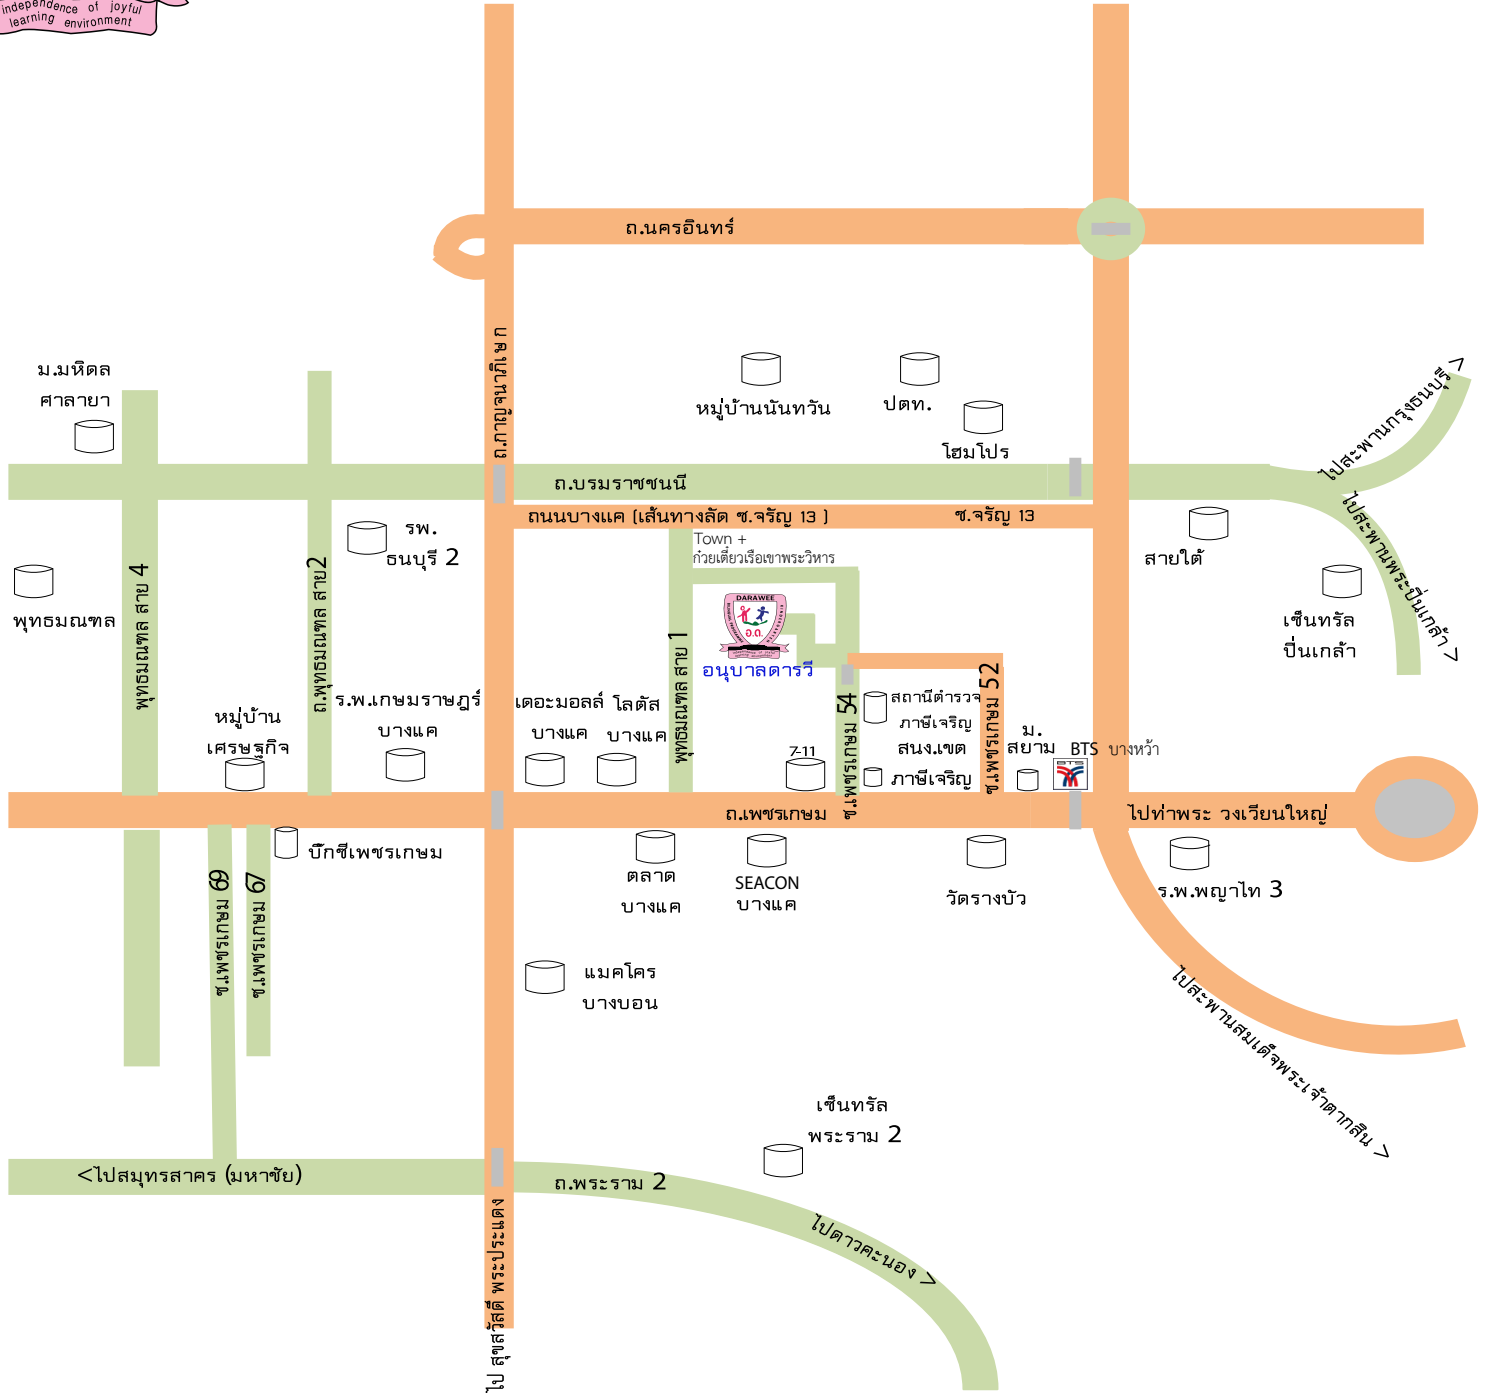 independence of joyful
learning environment
ถ.นครอินทร์
ถ.กาญจนาภิเษก
ม.มหิดล
ศาลายา
หมู่บ้านนันทวัน
ปตท.
โฮมโปร
ไปสะพานกรุงธนบุรี >
ถ.บรมราชชนนี
ถนนบางแค (เส้นทางลัด ซ.จรัญ 13 )
ซ.จรัญ 13
ไปสะพานพระปิ่นเกล้า >
รพ.
ธนบุรี 2
Town +
ก๋วยเตี๋ยวเรือเขาพระวิหาร
สายใต้
พุทธมณฑล
พุทธมณฑล สาย 4
ถ.พุทธมณฑล สาย2
DARAWEE
อ.ด.
อนุบาลดารวี
พุทธมณฑล สาย 1
เซ็นทรัล
ปิ่นเกล้า
หมู่บ้าน
เศรษฐกิจ
ร.พ.เกษมราษฎร์
บางแค
เดอะมอลล์
บางแค
โลตัส
บางแค
7-11
ซ.เพชรเกษม 54
สถานีตำรวจ
ภาษีเจริญ
สนง.เขต
ภาษีเจริญ
ซ.เพชรเกษม 52
ม.
สยาม
BTS บางหว้า
BTS
ถ.เพชรเกษม
ไปท่าพระ วงเวียนใหญ่
บิ๊กซีเพชรเกษม
ซ.เพชรเกษม 69
ซ.เพชรเกษม 67
ตลาด
บางแค
SEACON
บางแค
วัดรางบัว
ร.พ.พญาไท 3
แมคโคร
บางบอน
ไปสะพานสมเด็จพระเจ้าตากสิน >
เซ็นทรัล
พระราม 2
<ไปสมุทรสาคร (มหาชัย)
ถ.พระราม 2
ไปดาวคะนอง >
ไป สุขสวัสดิ์ พระประแดง